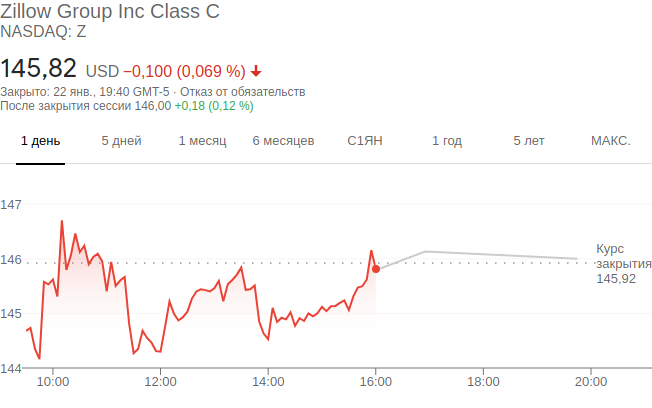 Zillow Group Inc Class C
NASDAQ: Z
145,82 USD −0,100 (0,069 %)
Закрыто: 22 янв., 19:40 GMT-5 · Отказ от обязательств
После закрытия сессии 146,00 +0,18 (0,12 %)
1 день 5 дней 1 месяц 6 месяцев С1ЯН 1 год 5 лет МАКС.
147
146
145
144
Курс
закрытия
145,92
10:00 12:00 14:00 16:00 18:00 20:00